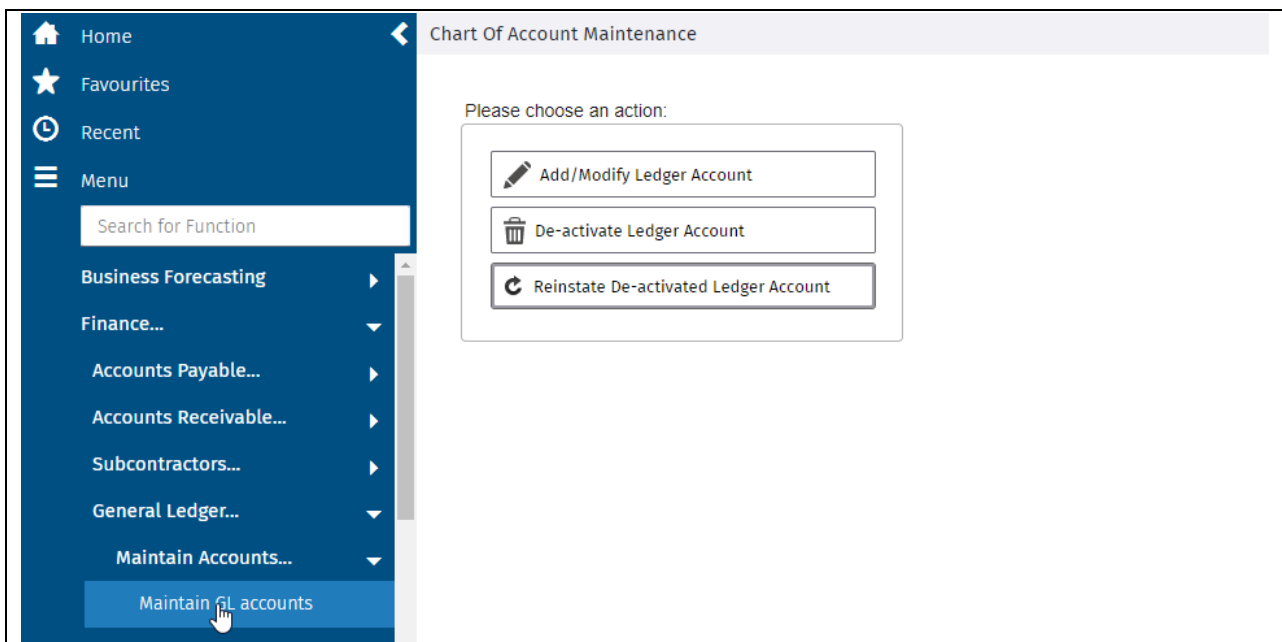 Home
Favourites
Recent
Menu
Search for Function
Business Forecasting
Finance...
Accounts Payable...
Accounts Receivable...
Subcontractors...
General Ledger...
Maintain Accounts...
Maintain GL accounts
Chart Of Account Maintenance
Please choose an action:
Add/Modify Ledger Account
De-activate Ledger Account
Reinstate De-activated Ledger Account